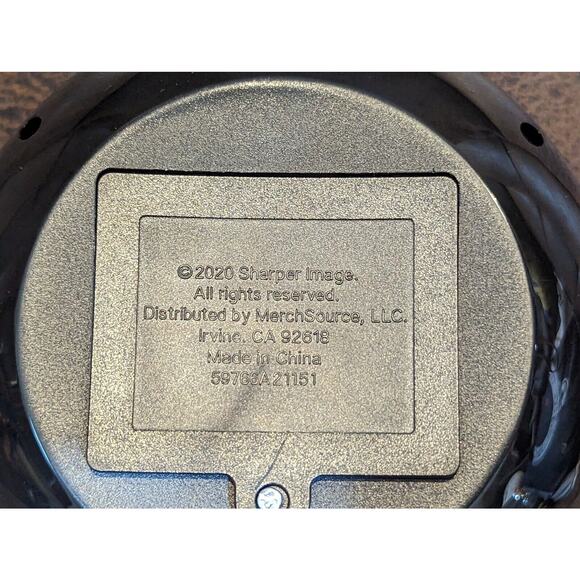 ©2020 Sharper Image.
All rights reserved.
Distributed by MerchSource, LLC.
Irvine, CA 92618
Made in China
59763A21151